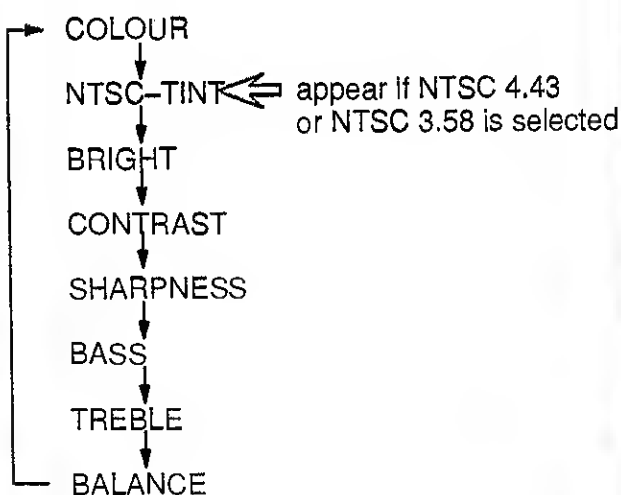 COLOUR
NTSC-TINT appear if NTSC 4.43
or NTSC 3.58 is selected
BRIGHT
CONTRAST
SHARPNESS
BASS
TREBLE
BALANCE